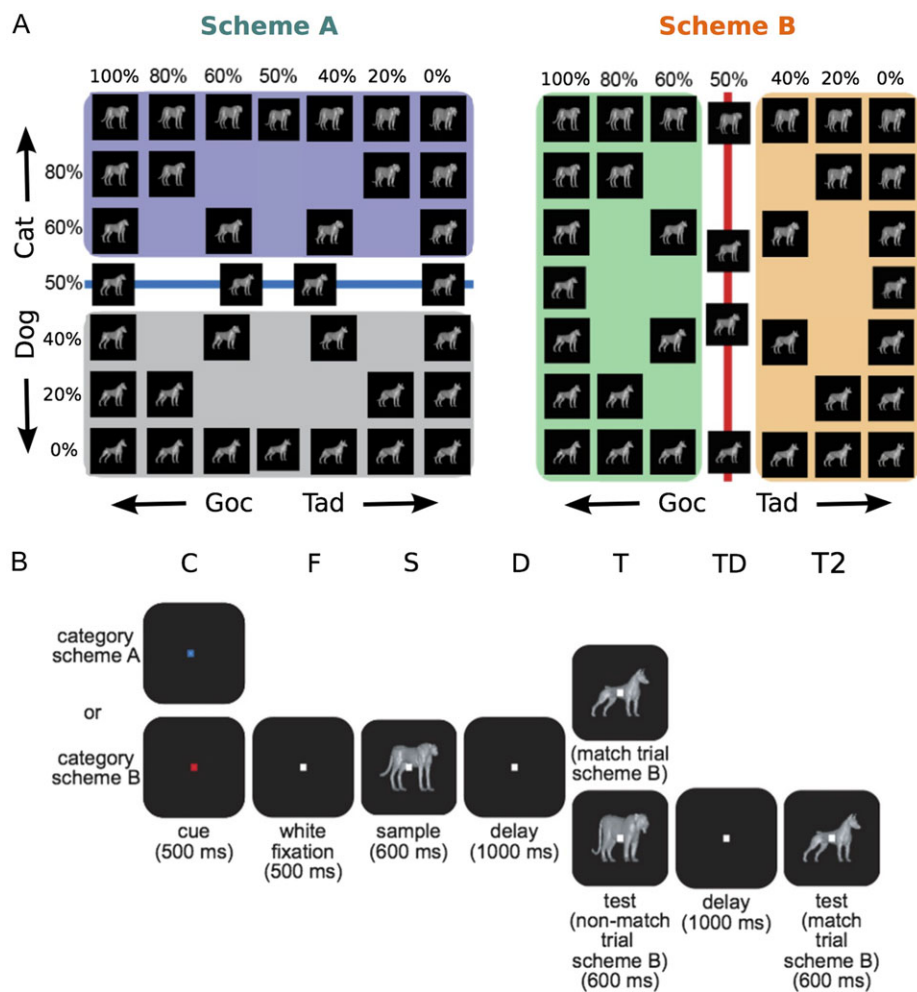 A
Scheme A
Scheme B
100% 80% 60% 50% 40% 20% 0%
100% 80% 60% 50% 40% 20% 0%
80%
60%
50%
40%
20%
0%
Cat
Dog
Goc Tad
Goc Tad
B
C F S D T TD T2
category
scheme A
or
category
scheme B
cue
(500 ms)
white
fixation
(500 ms)
sample
(600 ms)
delay
(1000 ms)
(match trial
scheme B)
test
(non-match
trial
scheme B)
(600 ms)
delay
(1000 ms)
test
(match
trial
scheme B)
(600 ms)